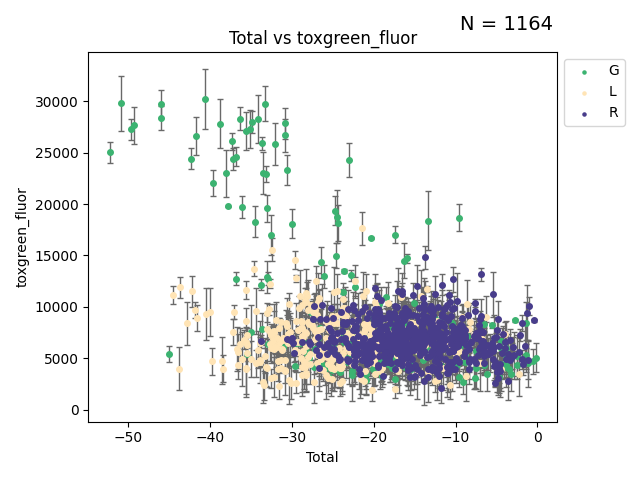 N = 1164
Total vs toxgreen_fluor
G
L
R
30000
25000
20000
15000
10000
5000
0
toxgreen_fluor
−50
−40
−30
−20
−10
0
Total